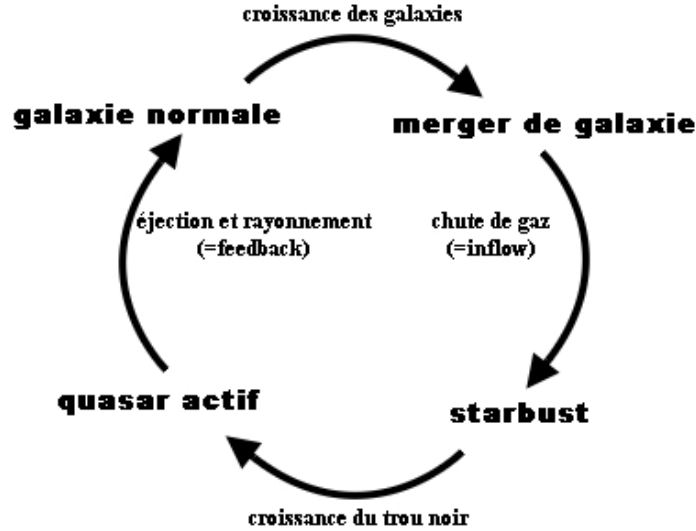 croissance des galaxies
galaxie normale
merger de galaxie
éjection et rayonnement
(=feedback)
chute de gaz
(=inflow)
quasar actif
starbust
croissance du trou noir